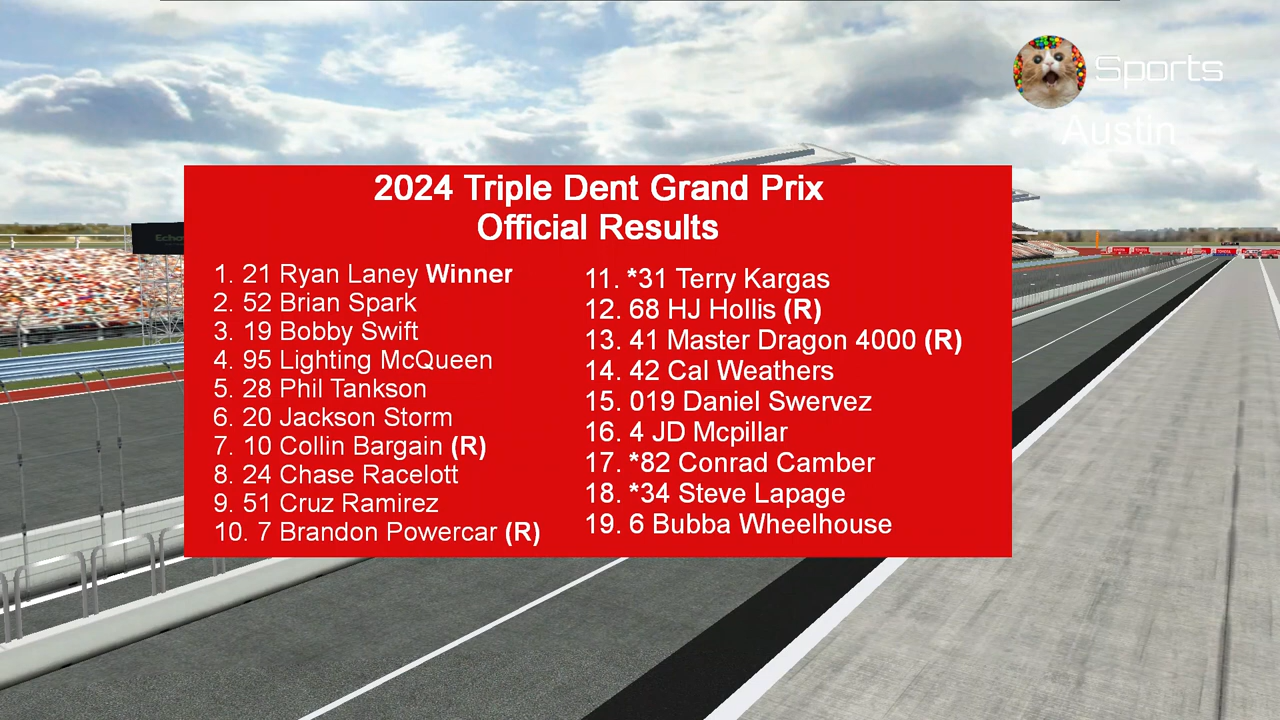 Sports
Austin
2024 Triple Dent Grand Prix
Official Results
1. 21 Ryan Laney Winner
2. 52 Brian Spark
3. 19 Bobby Swift
4. 95 Lighting McQueen
5. 28 Phil Tankson
6. 20 Jackson Storm
7. 10 Collin Bargain (R)
8. 24 Chase Racelott
9. 51 Cruz Ramirez
10. 7 Brandon Powercar (R)
11. *31 Terry Kargas
12. 68 HJ Hollis (R)
13. 41 Master Dragon 4000 (R)
14. 42 Cal Weathers
15. 019 Daniel Swervez
16. 4 JD Mcpillar
17. *82 Conrad Camber
18. *34 Steve Lapage
19. 6 Bubba Wheelhouse